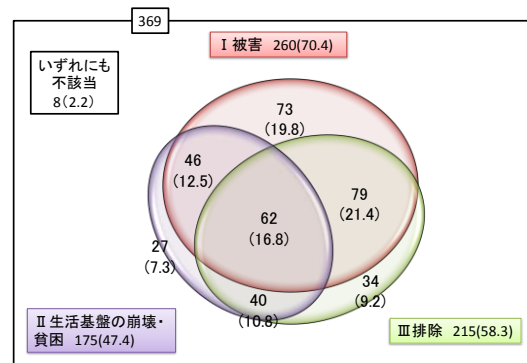 369
Ⅰ被害 260(70.4)
いずれにも
不該当
8(2.2)
73
(19.8)
46
(12.5)
79
(21.4)
62
(16.8)
27
(7.3)
34
(9.2)
40
(10.8)
Ⅱ生活基盤の崩壊・
貧困 175(47.4)
Ⅲ排除 215(58.3)